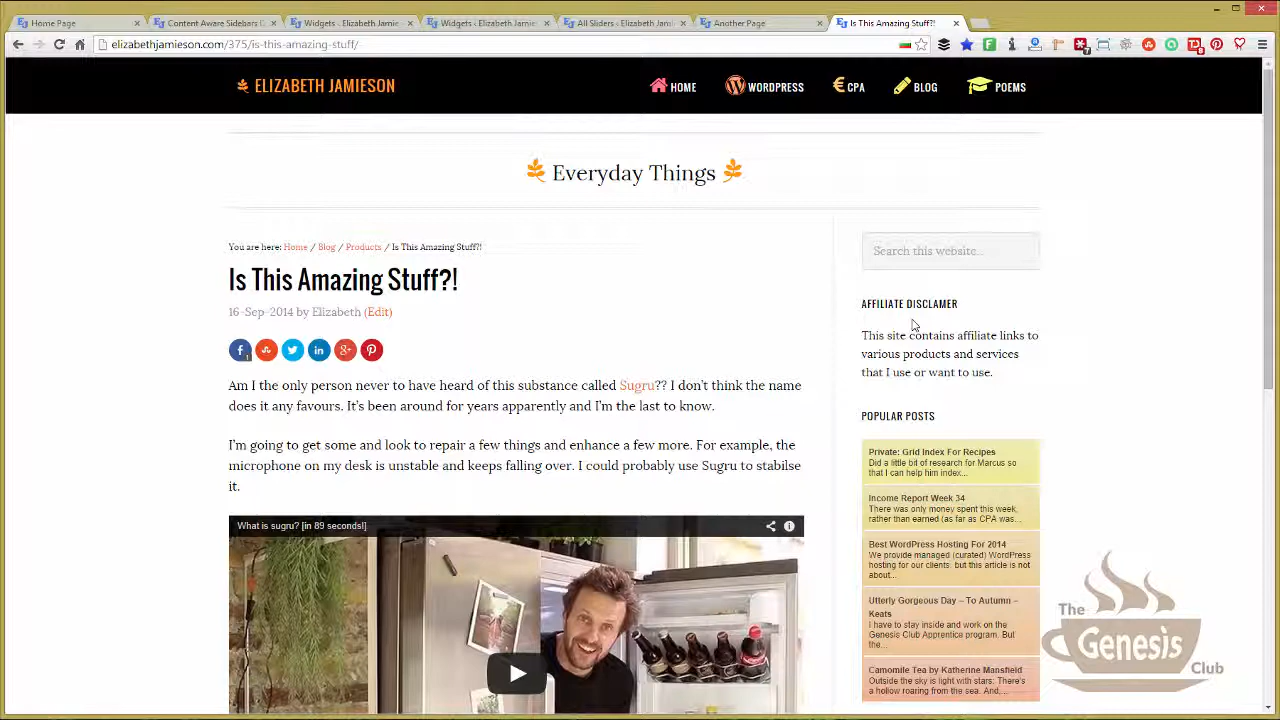 Home Page
Content Aware Sidebars
Widgets - Elizabeth Jamie
Widgets - Elizabeth Jamie
All Sliders - Elizabeth Jam
Another Page
Is This Amazing Stuff?!
elizabethjamieson.com/375/is-this-amazing-stuff/
ELIZABETH JAMIESON
HOME
WORDPRESS
CPA
BLOG
POEMS
Everyday Things
You are here: Home / Blog / Products / Is This Amazing Stuff?!
Is This Amazing Stuff?!
16-Sep-2014 by Elizabeth (Edit)
Am I the only person never to have heard of this substance called Sugru?? I don't think the name
does it any favours. It's been around for years apparently and I'm the last to know.
I'm going to get some and look to repair a few things and enhance a few more. For example, the
microphone on my desk is unstable and keeps falling over. I could probably use Sugru to stabilise
it.
What is sugru? [in 89 seconds!]
Search this website...
AFFILIATE DISCLAMER
This site contains affiliate links to
various products and services
that I use or want to use.
POPULAR POSTS
Private: Grid Index For Recipes
Did a little bit of research for Marcus so
that I can help him index...
Income Report Week 34
There was only money spent this week,
rather than earned (as far as CPA was...
Best WordPress Hosting For 2014
We provide managed (curated) WordPress
hosting for our clients. but this article is not
about...
Utterly Gorgeous Day – To Autumn –
Keats
I have to stay inside and work on the
Genesis Club Apprentice program. But
the...
Camomile Tea by Katherine Mansfield
Outside the sky is light with stars: There's
a hollow roaring from the sea. And,...
The
Genesis
Club